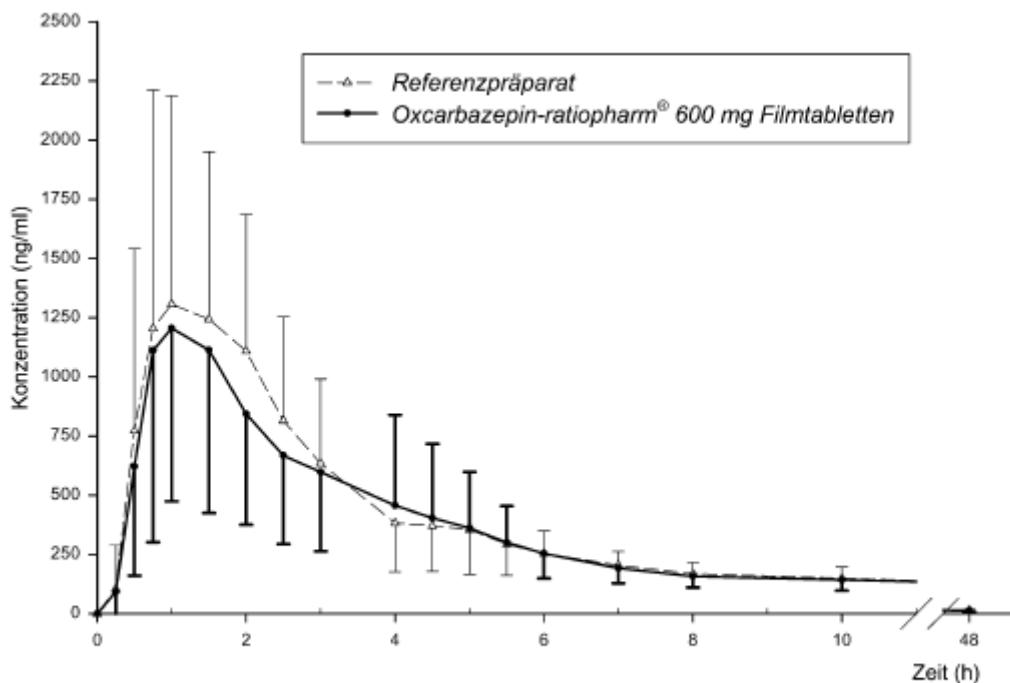 2500
2250
2000
1750
1500
1250
1000
750
500
250
0
Konzentration (ng/ml)
Referenzpräparat
Oxcarbazepin-ratiopharm® 600 mg Filmtabletten
0 2 4 6 8 10 48
Zeit (h)